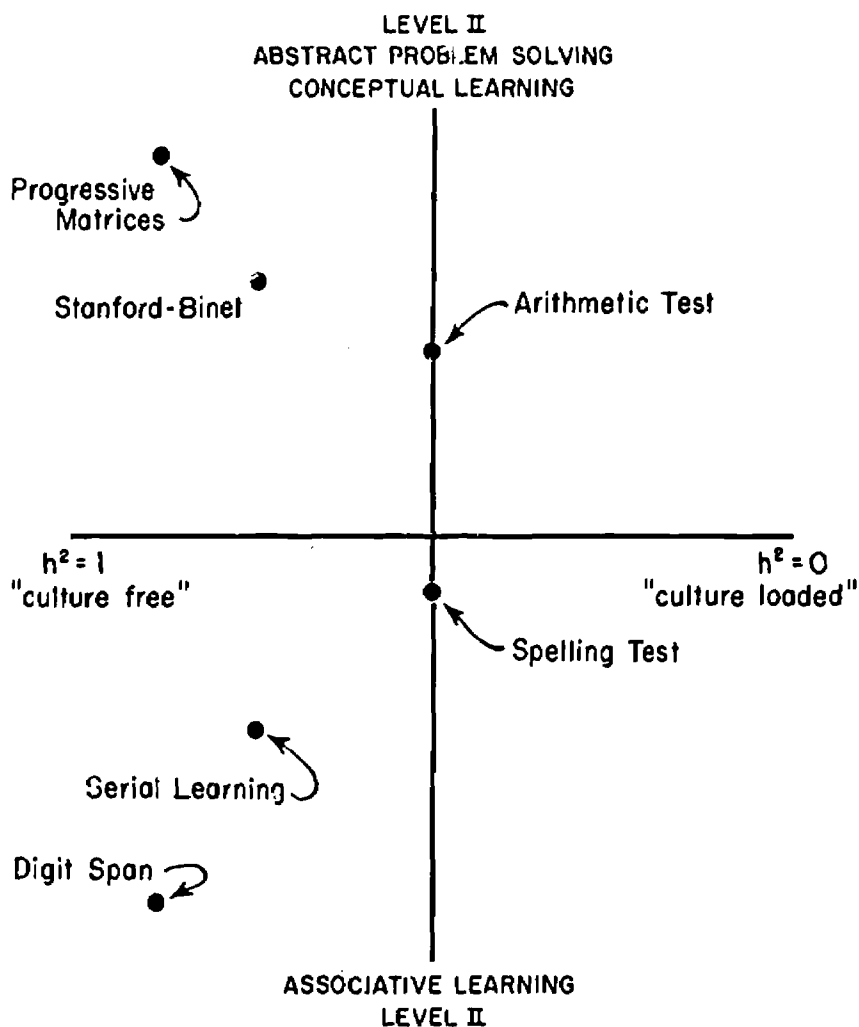 LEVEL II
ABSTRACT PROBLEM SOLVING
CONCEPTUAL LEARNING
Progressive
Matrices
Stanford-Binet
Arithmetic Test
h² = 1
"culture free"
h² = 0
"culture loaded"
Spelling Test
Serial Learning
Digit Span
ASSOCIATIVE LEARNING
LEVEL II